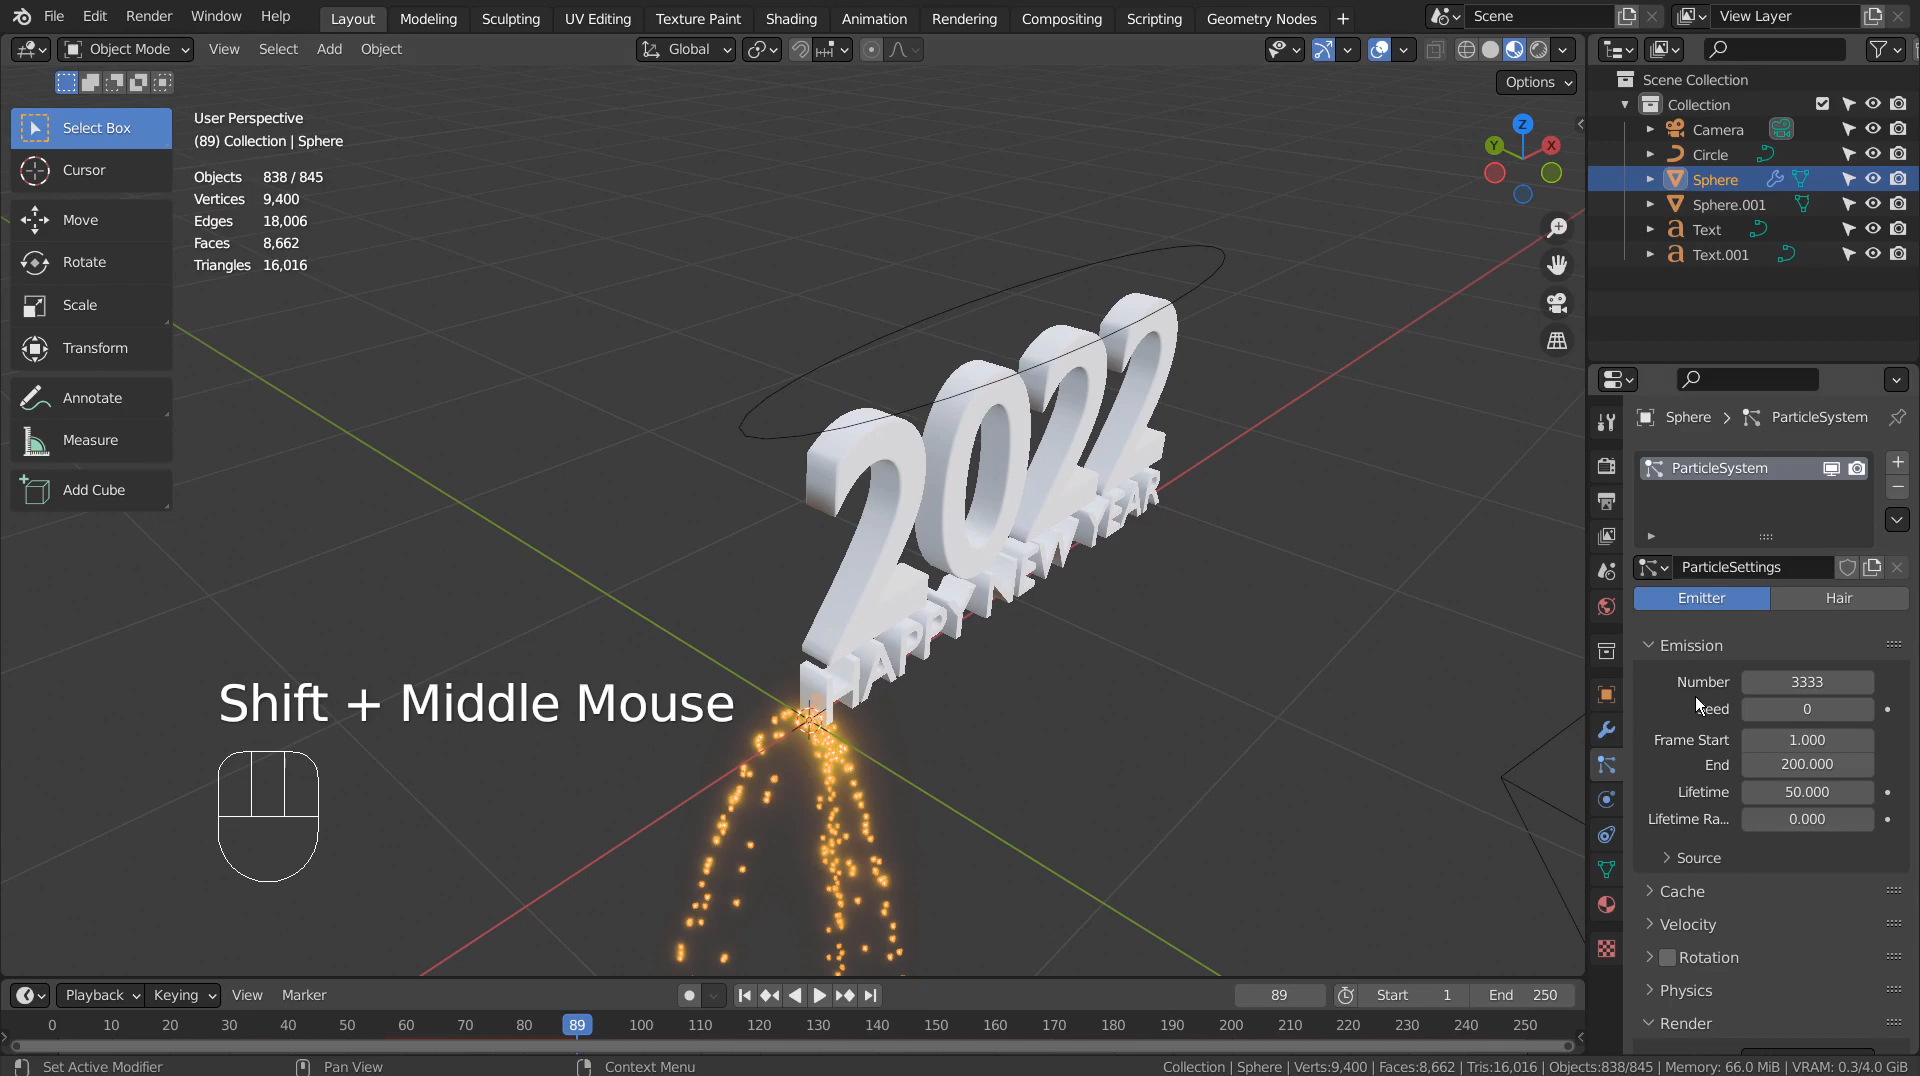 File Edit Render Window Help Layout Modeling Sculpting UV Editing Texture Paint Shading Animation Rendering Compositing Scripting Geometry Nodes + Scene View Layer
Object Mode View Select Add Object Global
Options
Select Box
Cursor
Move
Rotate
Scale
Transform
Annotate
Measure
Add Cube
User Perspective
(89) Collection | Sphere
Objects 838 / 845
Vertices 9,400
Edges 18,006
Faces 8,662
Triangles 16,016
Z
Y X
2022
HAPPY NEW YEAR
Shift + Middle Mouse
Scene Collection
Collection
Camera
Circle
Sphere
Sphere.001
Text
Text.001
Sphere > ParticleSystem
ParticleSystem
ParticleSettings
Emitter Hair
Emission
Number 3333
Seed 0
Frame Start 1.000
End 200.000
Lifetime 50.000
Lifetime Ra... 0.000
Source
Cache
Velocity
Rotation
Physics
Render
Playback Keying View Marker 89 Start 1 End 250
0 10 20 30 40 50 60 70 80 89 100 110 120 130 140 150 160 170 180 190 200 210 220 230 240 250
Set Active Modifier Pan View Context Menu Collection | Sphere | Verts:9,400 | Faces:8,662 | Tris:16,016 | Objects:838/845 | Memory: 66.0 MiB | VRAM: 0.3/4.0 GiB